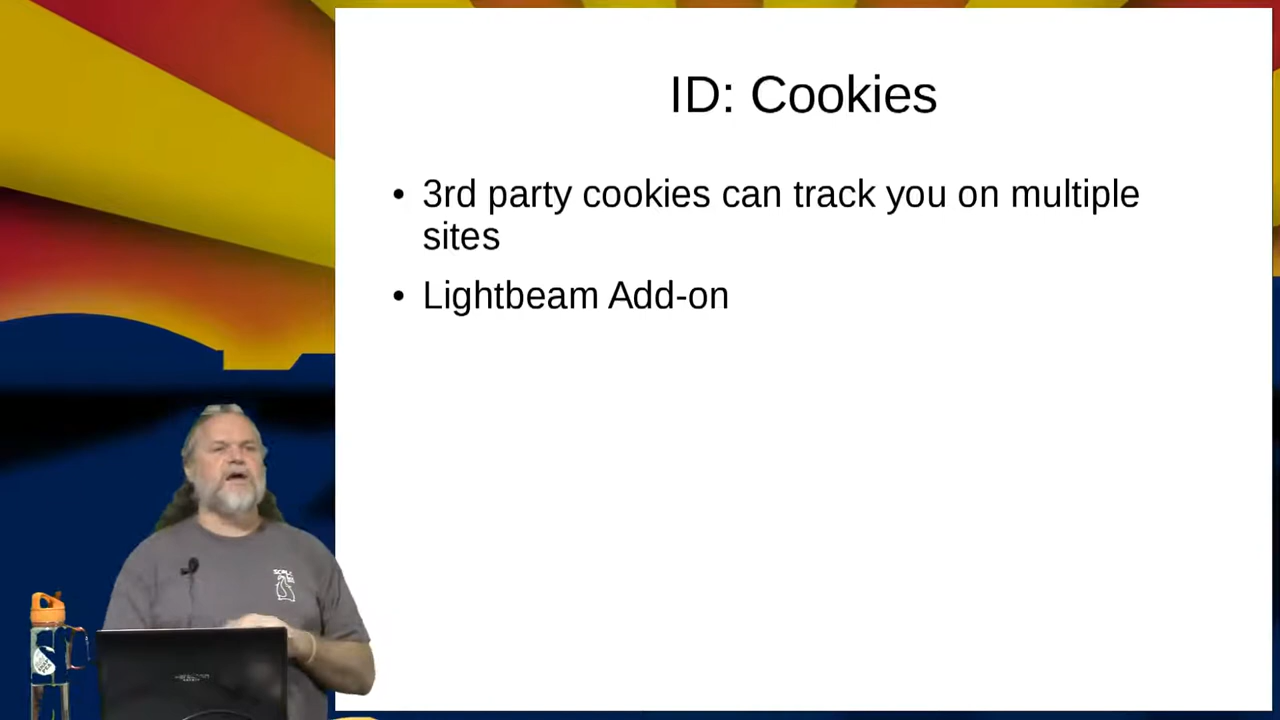 ID: Cookies
• 3rd party cookies can track you on multiple
sites
• Lightbeam Add-on